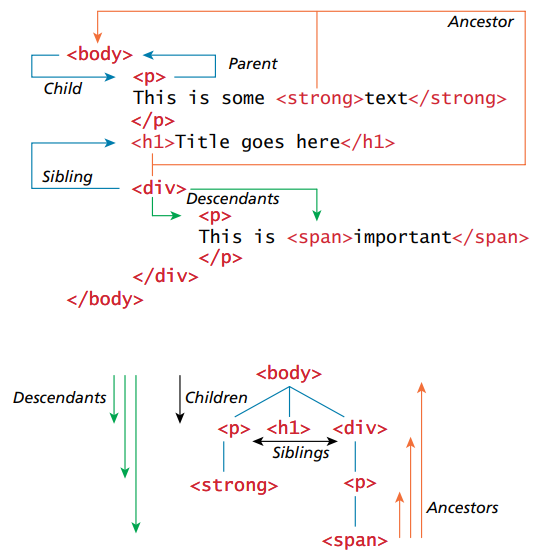 Ancestor
<body>
Parent
<p>
Child
This is some <strong>text</strong>
</p>
<h1>Title goes here</h1>
Sibling
<div>
Descendants
<p>
This is <span>important</span>
</p>
</div>
</body>
<body>
Descendants
Children
<p> <h1> <div>
Siblings
<strong> <p>
Ancestors
<span>